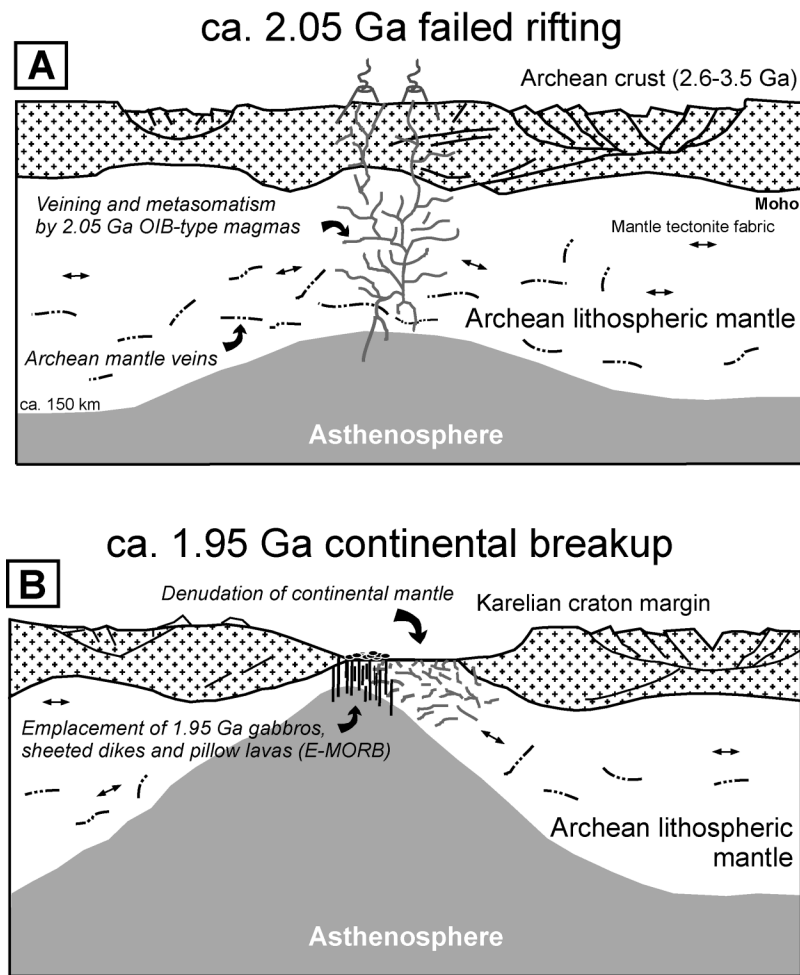 ca. 2.05 Ga failed rifting
A
Archean crust (2.6-3.5 Ga)
Veining and metasomatism
by 2.05 Ga OIB-type magmas
Moho
Mantle tectonite fabric
Archean lithospheric mantle
Archean mantle veins
ca. 150 km
Asthenosphere
ca. 1.95 Ga continental breakup
B
Denudation of continental mantle
Karelian craton margin
Emplacement of 1.95 Ga gabbros,
sheeted dikes and pillow lavas (E-MORB)
Archean lithospheric
mantle
Asthenosphere